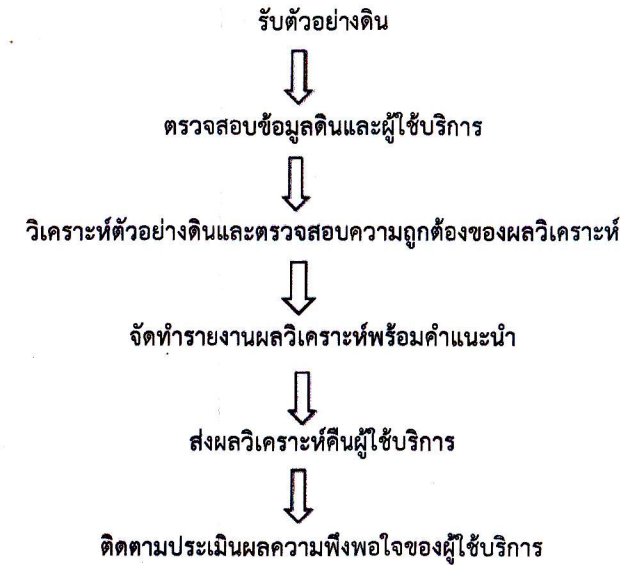 รับตัวอย่างดิน
ตรวจสอบข้อมูลดินและผู้ใช้บริการ
วิเคราะห์ตัวอย่างดินและตรวจสอบความถูกต้องของผลวิเคราะห์
จัดทำรายงานผลวิเคราะห์พร้อมคำแนะนำ
ส่งผลวิเคราะห์คืนผู้ใช้บริการ
ติดตามประเมินผลความพึงพอใจของผู้ใช้บริการ